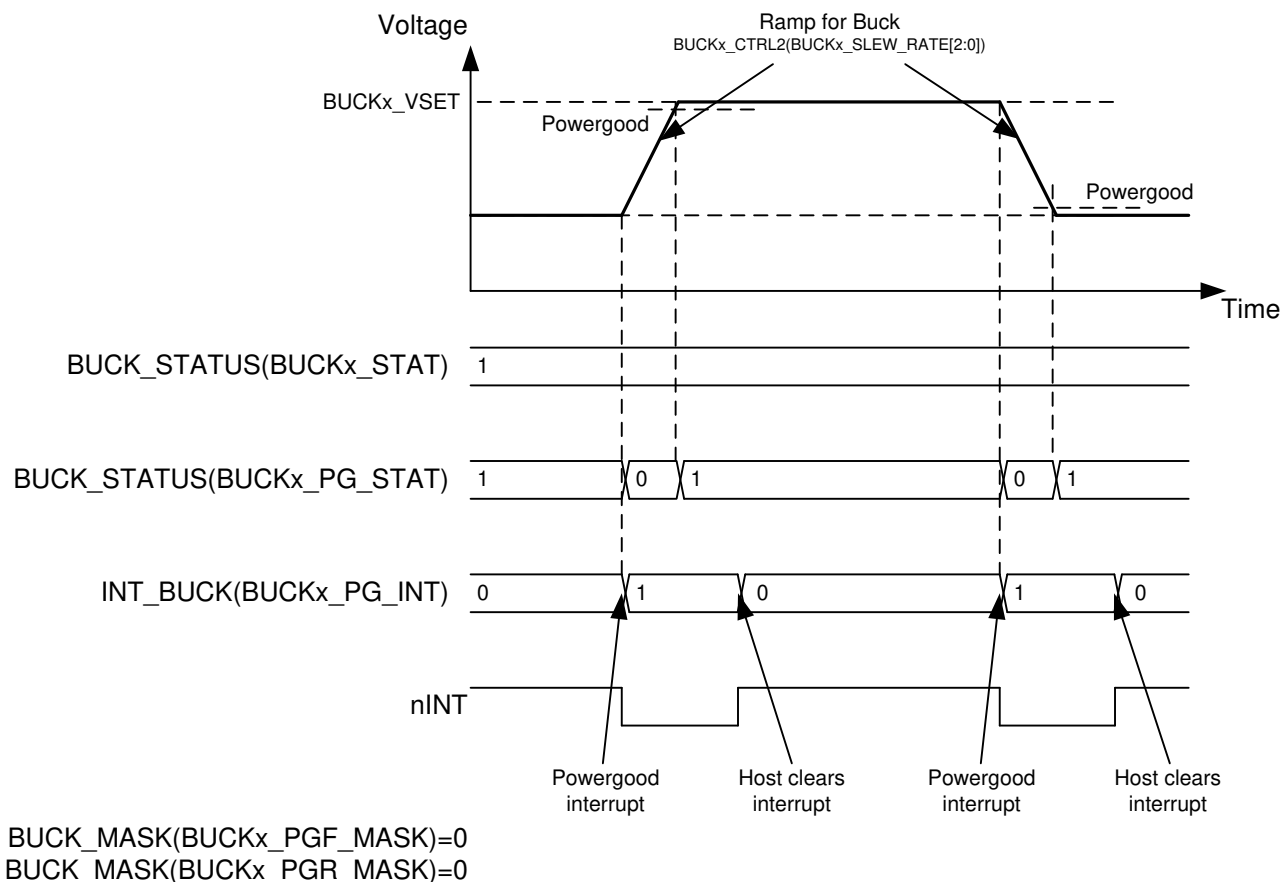 Voltage
Ramp for Buck
BUCKx_CTRL2(BUCKx_SLEW_RATE[2:0])
BUCKx_VSET
Powergood
Powergood
Time
BUCK_STATUS(BUCKx_STAT) 1
BUCK_STATUS(BUCKx_PG_STAT) 1 0 1 0 1
INT_BUCK(BUCKx_PG_INT) 0 1 0 1 0
nINT
Powergood interrupt
Host clears interrupt
Powergood interrupt
Host clears interrupt
BUCK_MASK(BUCKx_PGF_MASK)=0
BUCK_MASK(BUCKx_PGR_MASK)=0